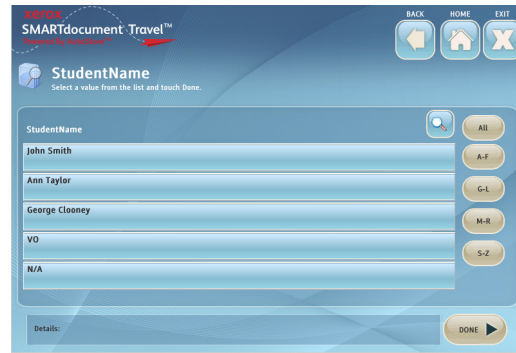 XEROX
SMARTdocument Travel™
BACK HOME EXIT
StudentName
Select a value from the list and touch Done.
StudentName
All
John Smith
A-F
Ann Taylor
G-L
George Clooney
M-R
VO
S-Z
N/A
Details:
DONE